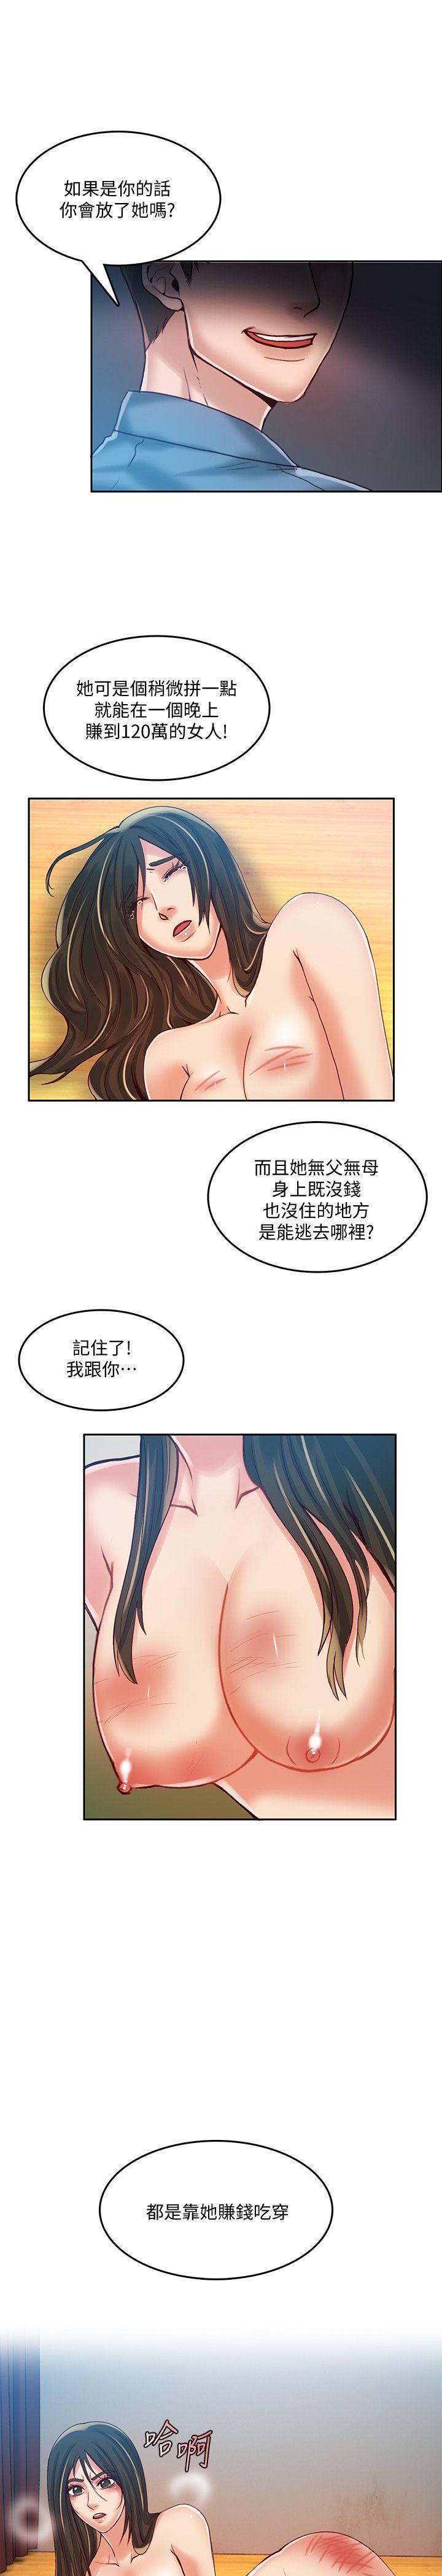 如果是你的話
你會放了她嗎?
她可是個稍微拼一點
就能在一個晚上
賺到120萬的女人!
而且她無父無母
身上既沒錢
也沒住的地方
是能逃去哪裡?
記住了!
我跟你…
都是靠她賺錢吃穿
哈啊